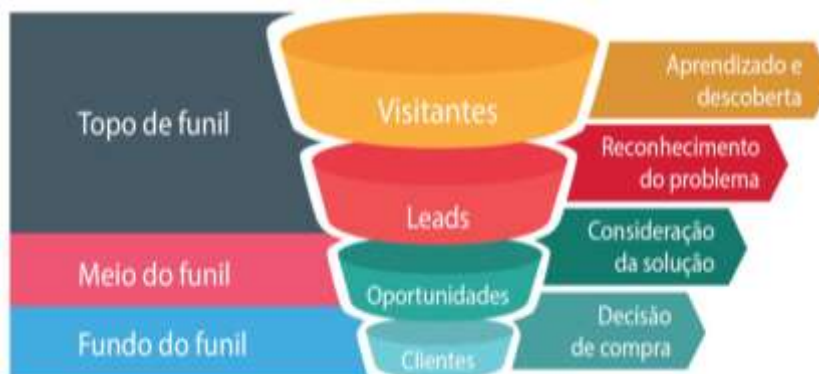 Topo de funil
Visitantes
Aprendizado e
descoberta
Leads
Reconhecimento
do problema
Meio do funil
Oportunidades
Consideração
da solução
Fundo do funil
Clientes
Decisão
de compra